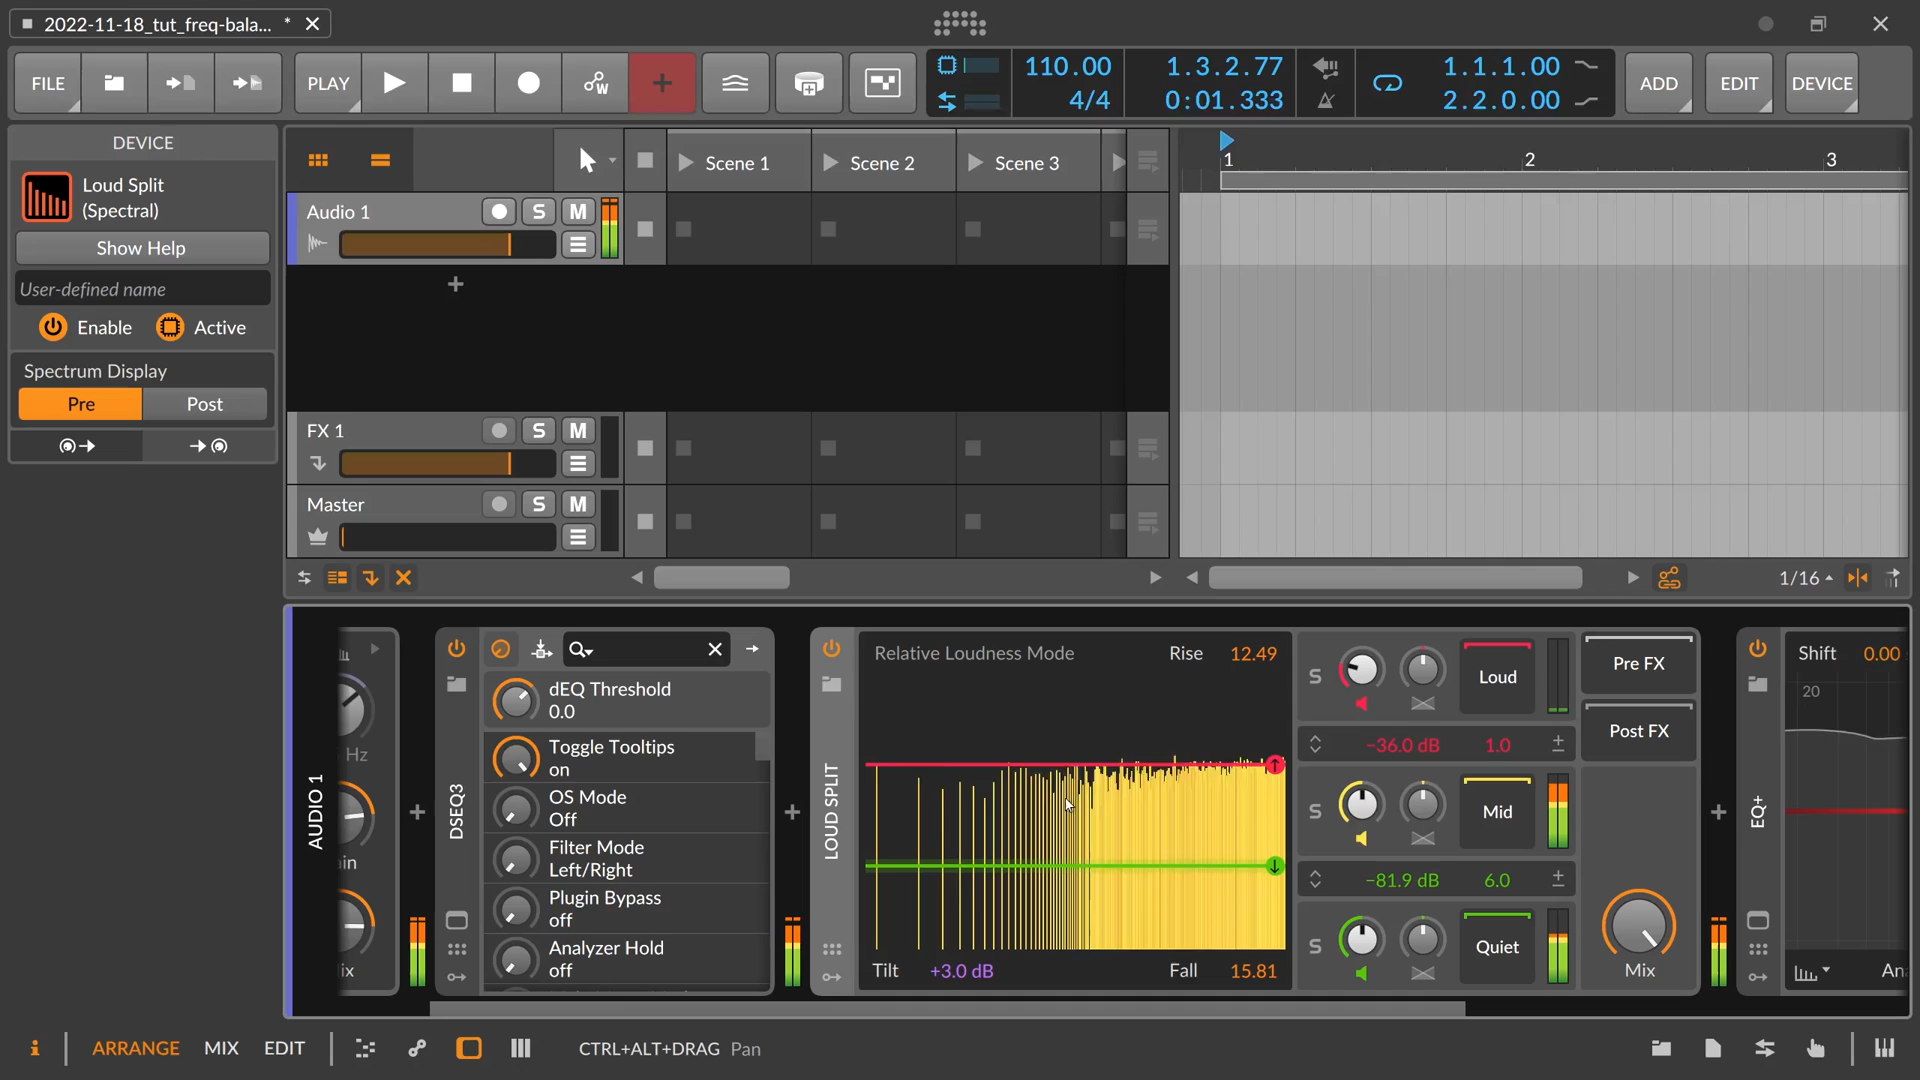 2022-11-18_tut_freq-bala... *
FILE
PLAY
W
110.00
4/4
1.3.2.77
0:01.333
1.1.1.00
2.2.0.00
ADD
EDIT
DEVICE
DEVICE
Loud Split
(Spectral)
Show Help
User-defined name
Enable
Active
Spectrum Display
Pre
Post
Scene 1
Scene 2
Scene 3
1
2
3
Audio 1
S
M
FX 1
S
M
Master
S
M
1/16
AUDIO 1
Hz
ix
DSEQ3
dEQ Threshold
0.0
Toggle Tooltips
on
OS Mode
Off
Filter Mode
Left/Right
Plugin Bypass
off
Analyzer Hold
off
LOUD SPLIT
Relative Loudness Mode
Rise
12.49
Tilt
+3.0 dB
Fall
15.81
S
Loud
−36.0 dB
1.0
S
Mid
−81.9 dB
6.0
S
Quiet
Pre FX
Post FX
Mix
EQ+
Shift
0.00
20
An
i
ARRANGE
MIX
EDIT
CTRL+ALT+DRAG Pan